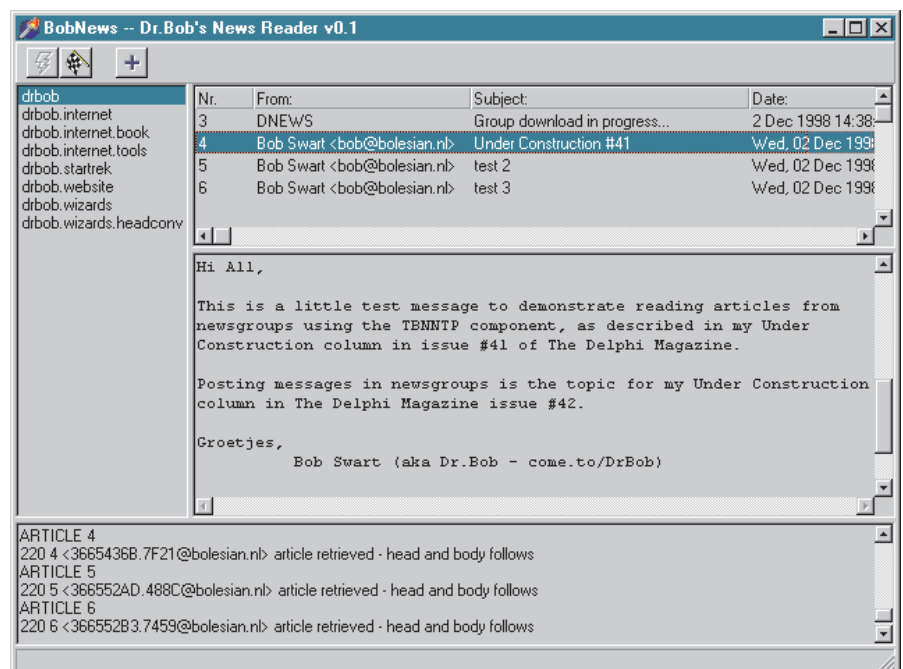 BobNews -- Dr.Bob's News Reader v0.1
drbob
drbob.internet
drbob.internet.book
drbob.internet.tools
drbob.startrek
drbob.website
drbob.wizards
drbob.wizards.headconv
Nr. From: Subject: Date:
3 DNEWS Group download in progress... 2 Dec 1998 14:38:
4 Bob Swart <bob@bolesian.nl> Under Construction #41 Wed, 02 Dec 199
5 Bob Swart <bob@bolesian.nl> test 2 Wed, 02 Dec 199
6 Bob Swart <bob@bolesian.nl> test 3 Wed, 02 Dec 199
Hi All,
This is a little test message to demonstrate reading articles from
newsgroups using the TBNNTP component, as described in my Under
Construction column in issue #41 of The Delphi Magazine.
Posting messages in newsgroups is the topic for my Under Construction
column in The Delphi Magazine issue #42.
Groetjes,
Bob Swart (aka Dr.Bob - come.to/DrBob)
ARTICLE 4
220 4 <3665436B.7F21@bolesian.nl> article retrieved - head and body follows
ARTICLE 5
220 5 <366552AD.488C@bolesian.nl> article retrieved - head and body follows
ARTICLE 6
220 6 <366552B3.7459@bolesian.nl> article retrieved - head and body follows